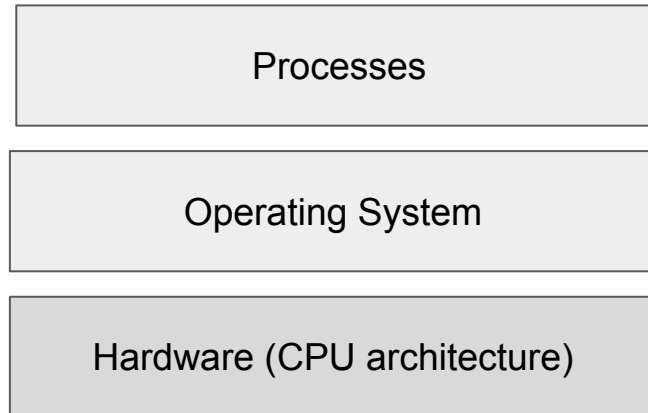 Processes
Operating System
Hardware (CPU architecture)